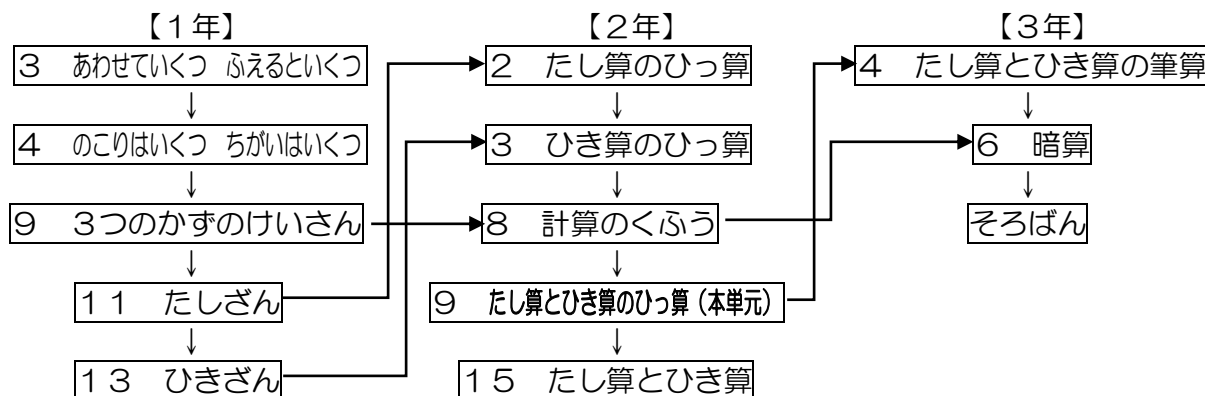 【１年】
３　あわせていくつ　ふえるといくつ
４　のこりはいくつ　ちがいはいくつ
９　３つのかずのけいさん
１１　たしざん
１３　ひきざん
【２年】
２　たし算のひっ算
３　ひき算のひっ算
８　計算のくふう
９　たし算とひき算のひっ算（本単元）
１５　たし算とひき算
【３年】
４　たし算とひき算の筆算
６　暗算
そろばん